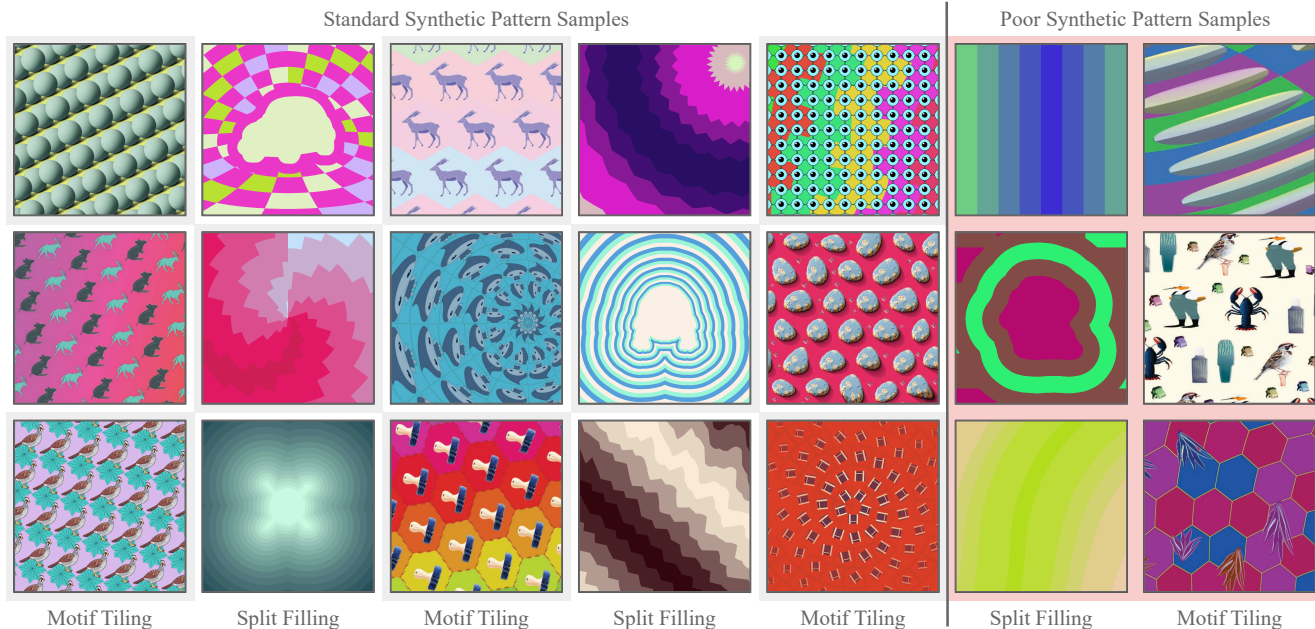 Standard Synthetic Pattern Samples
Poor Synthetic Pattern Samples
Motif Tiling
Split Filling
Motif Tiling
Split Filling
Motif Tiling
Split Filling
Motif Tiling